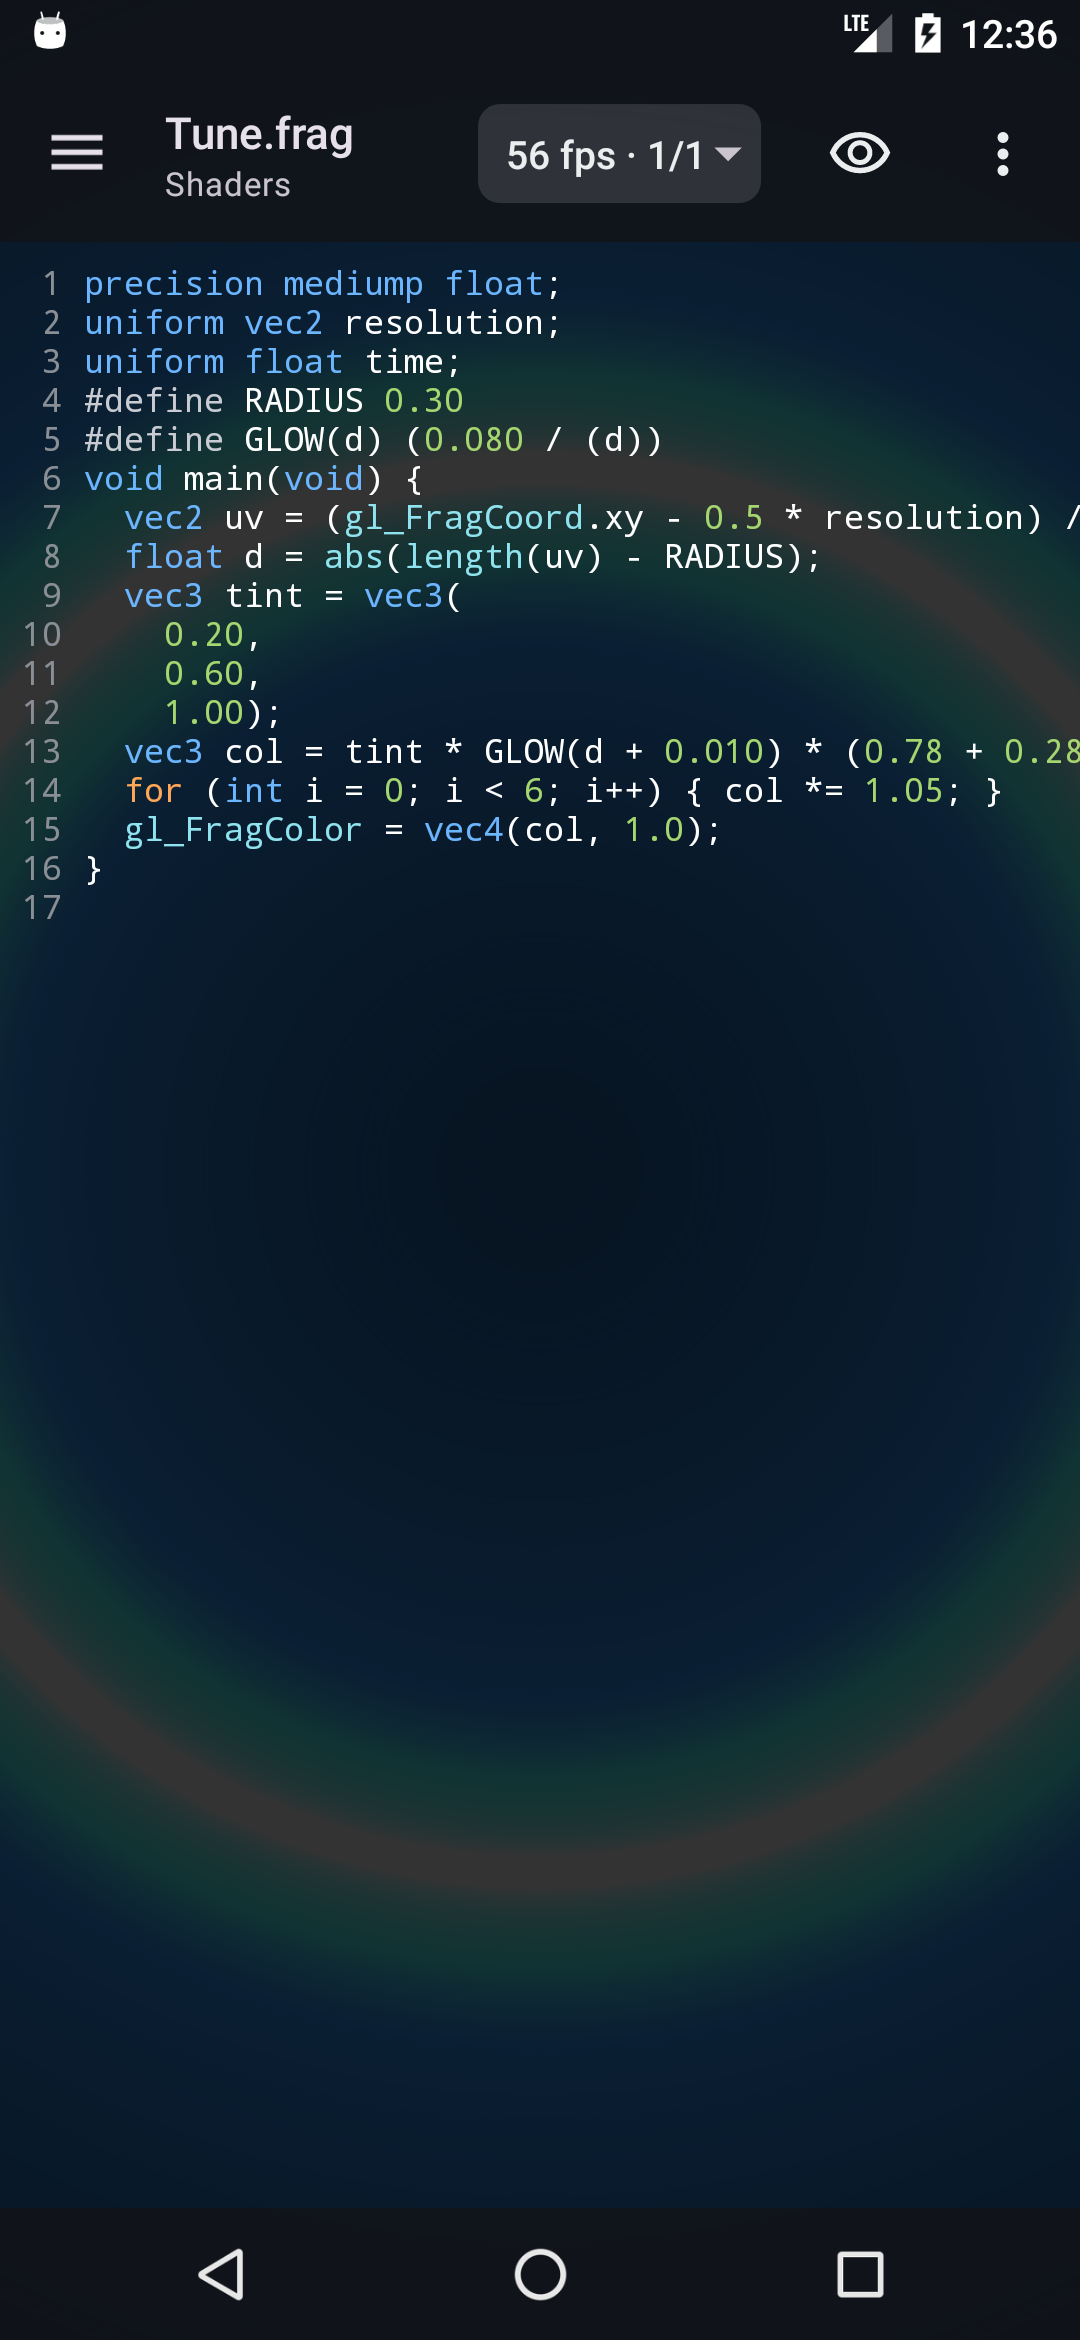 LTE 12:36
Tune.frag
Shaders
56 fps · 1/1
1 precision mediump float;
2 uniform vec2 resolution;
3 uniform float time;
4 #define RADIUS 0.30
5 #define GLOW(d) (0.080 / (d))
6 void main(void) {
7 vec2 uv = (gl_FragCoord.xy - 0.5 * resolution) /
8 float d = abs(length(uv) - RADIUS);
9 vec3 tint = vec3(
10 0.20,
11 0.60,
12 1.00);
13 vec3 col = tint * GLOW(d + 0.010) * (0.78 + 0.28
14 for (int i = 0; i < 6; i++) { col *= 1.05; }
15 gl_FragColor = vec4(col, 1.0);
16 }
17